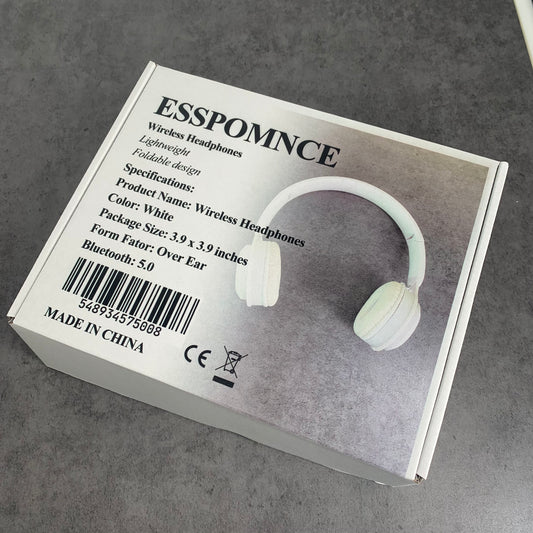 ESSPOMNCE
Wireless Headphones
Lightweight
Foldable design
Specifications:
Product Name: Wireless Headphones
Color: White
Package Size: 3.9 x 3.9 inches
Form Fator: Over Ear
Bluetooth: 5.0
548934575008
MADE IN CHINA
CE